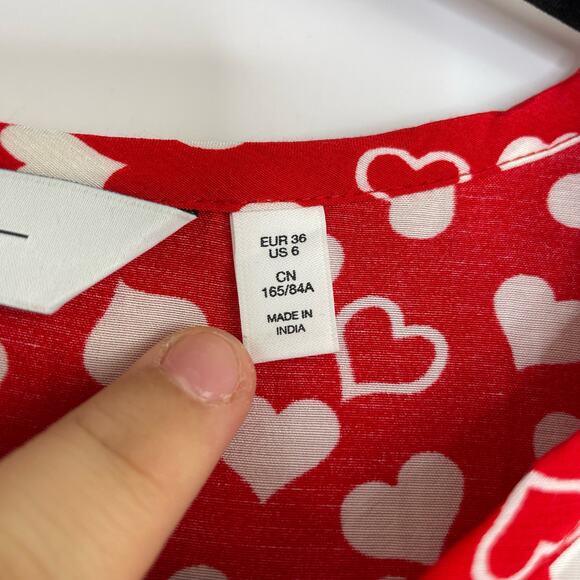 EUR 36
US 6
CN
165/84A
MADE IN
INDIA